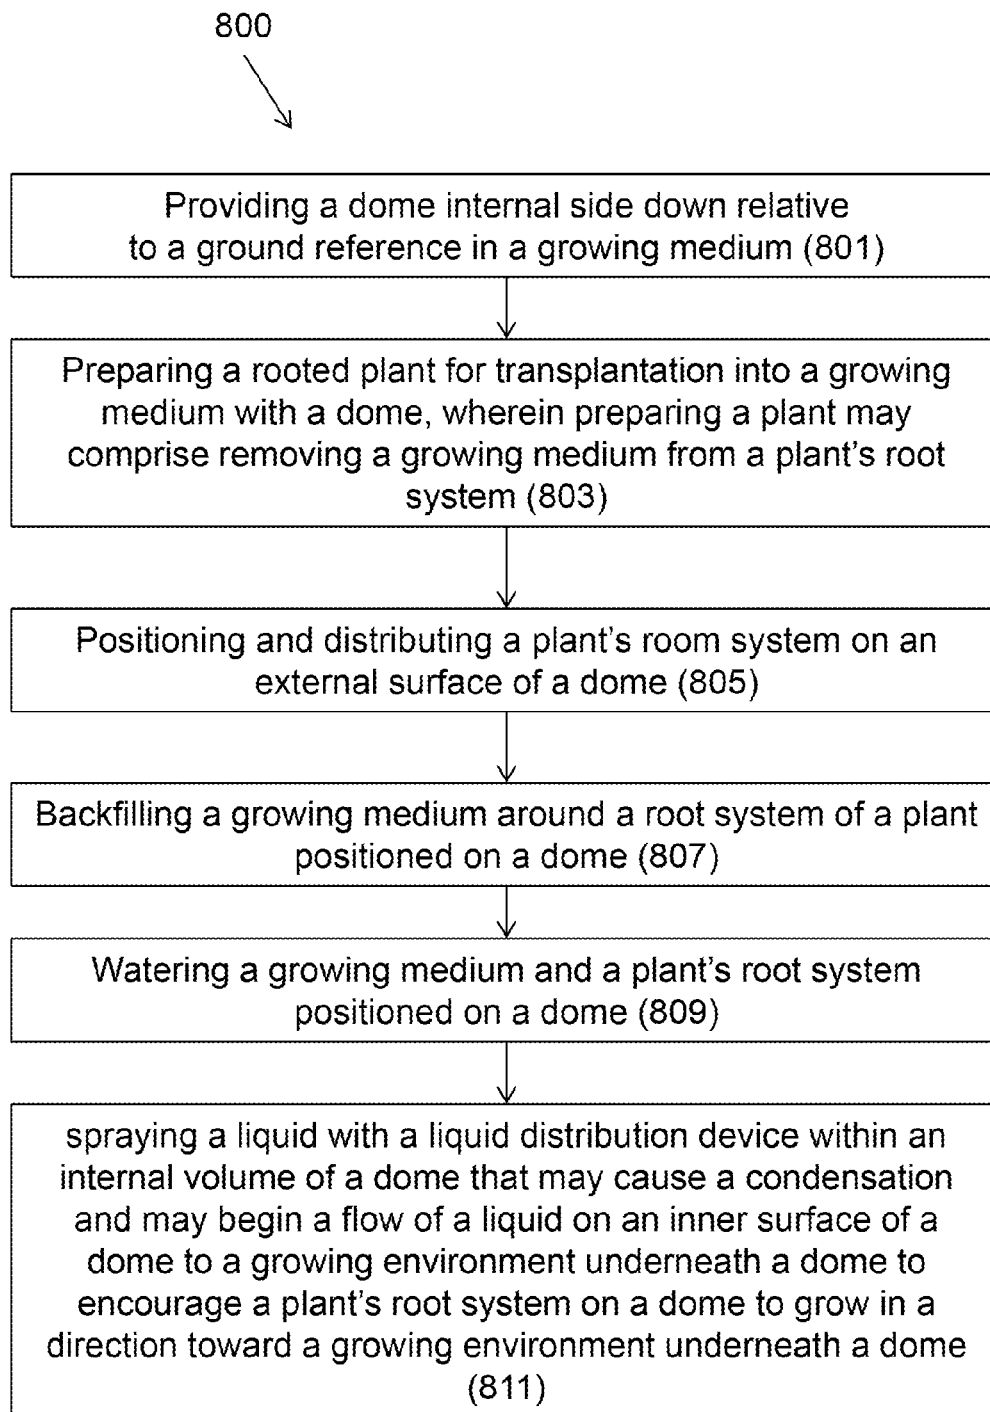 800
Providing a dome internal side down relative
to a ground reference in a growing medium (801)
Preparing a rooted plant for transplantation into a growing
medium with a dome, wherein preparing a plant may
comprise removing a growing medium from a plant's root
system (803)
Positioning and distributing a plant's room system on an
external surface of a dome (805)
Backfilling a growing medium around a root system of a plant
positioned on a dome (807)
Watering a growing medium and a plant's root system
positioned on a dome (809)
spraying a liquid with a liquid distribution device within an
internal volume of a dome that may cause a condensation
and may begin a flow of a liquid on an inner surface of a
dome to a growing environment underneath a dome to
encourage a plant's root system on a dome to grow in a
direction toward a growing environment underneath a dome
(811)